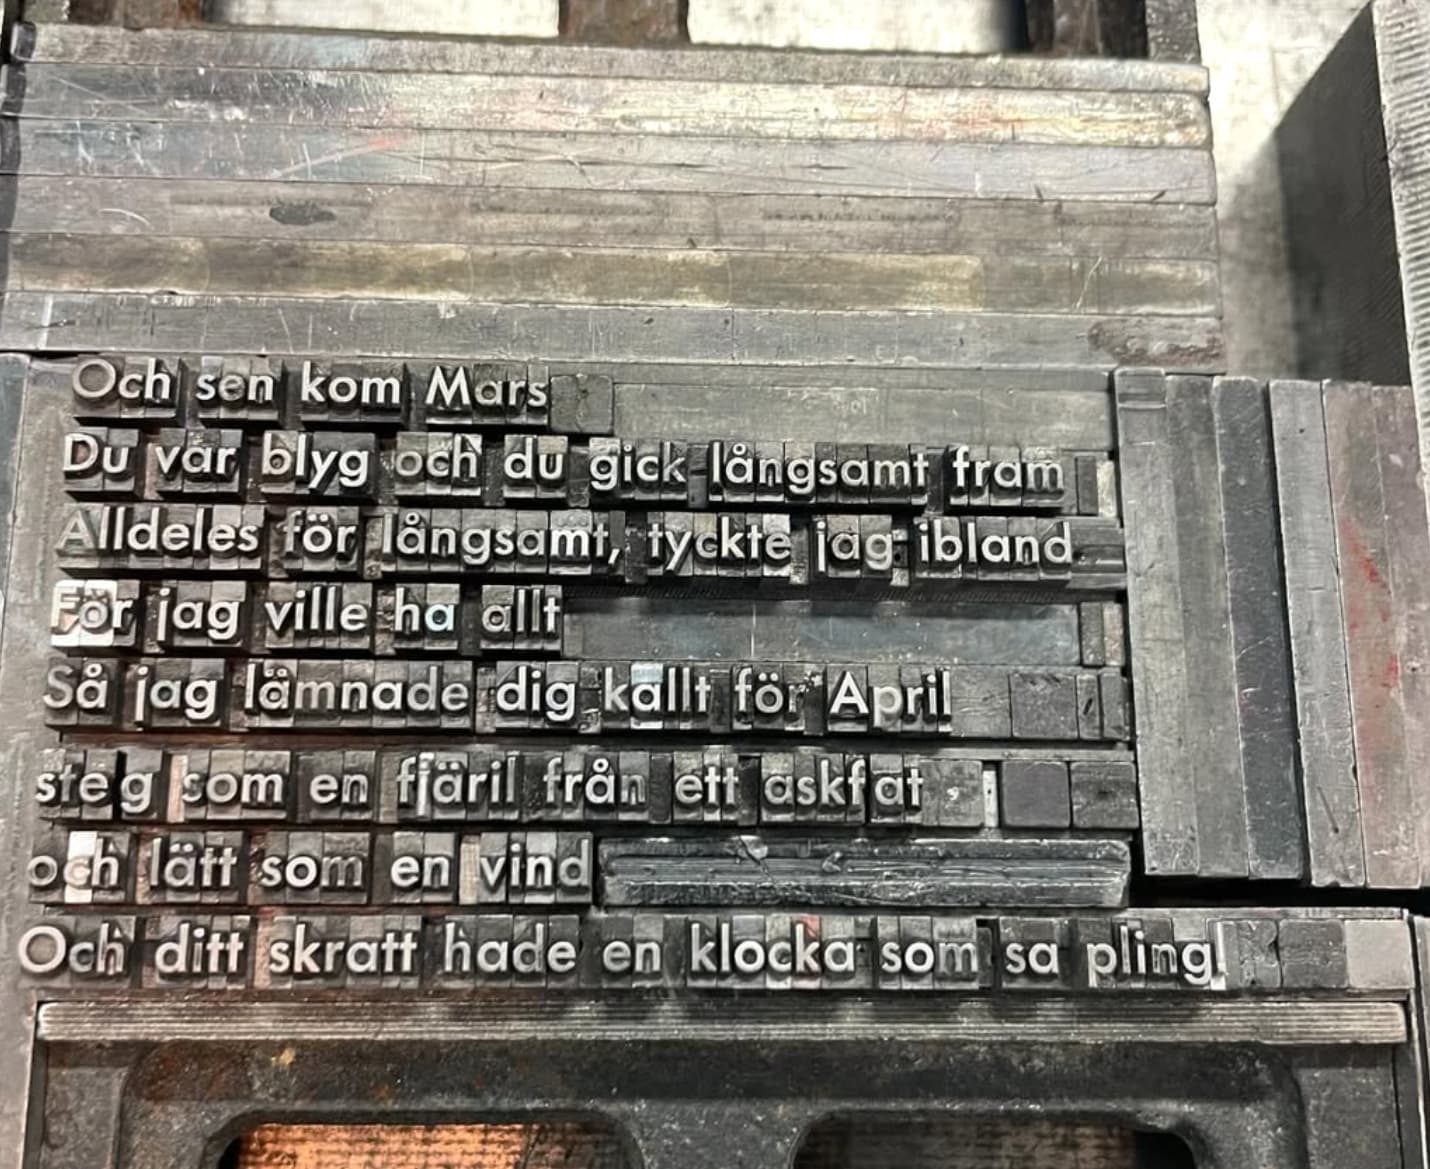 Och sen kom Mars
Du var blyg och du gick långsamt fram
Alldeles för långsamt, tyckte jag ibland
För jag ville ha allt
Så jag lämnade dig kallt för April
steg som en fjäril från ett askfat
och lätt som en vind
Och ditt skratt hade en klocka som sa pling!